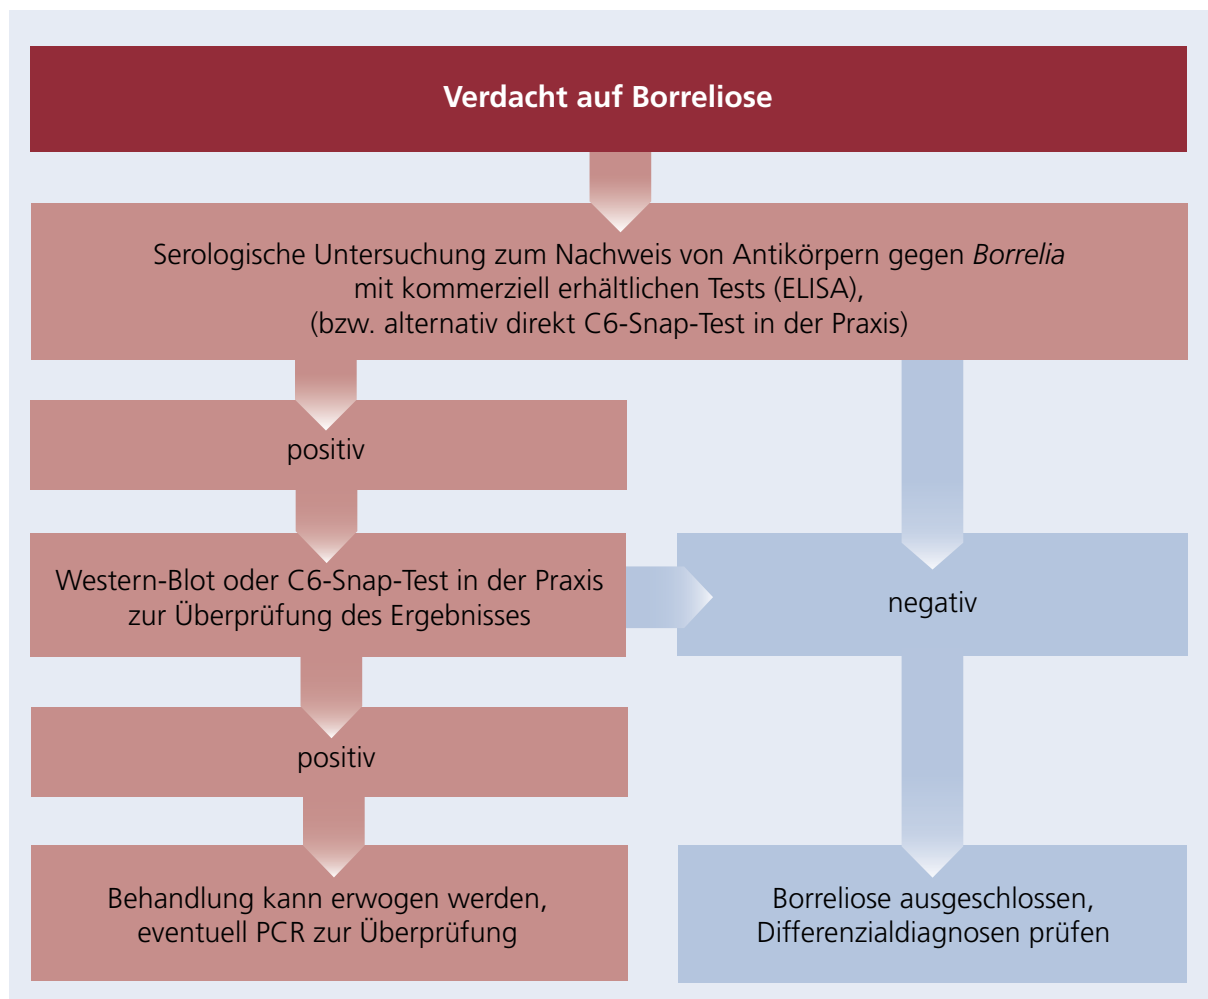 Verdacht auf Borreliose
Serologische Untersuchung zum Nachweis von Antikörpern gegen Borrelia
mit kommerziell erhältlichen Tests (ELISA),
(bzw. alternativ direkt C6-Snap-Test in der Praxis)
positiv
Western-Blot oder C6-Snap-Test in der Praxis
zur Überprüfung des Ergebnisses
negativ
positiv
Behandlung kann erwogen werden,
eventuell PCR zur Überprüfung
Borreliose ausgeschlossen,
Differenzialdiagnosen prüfen